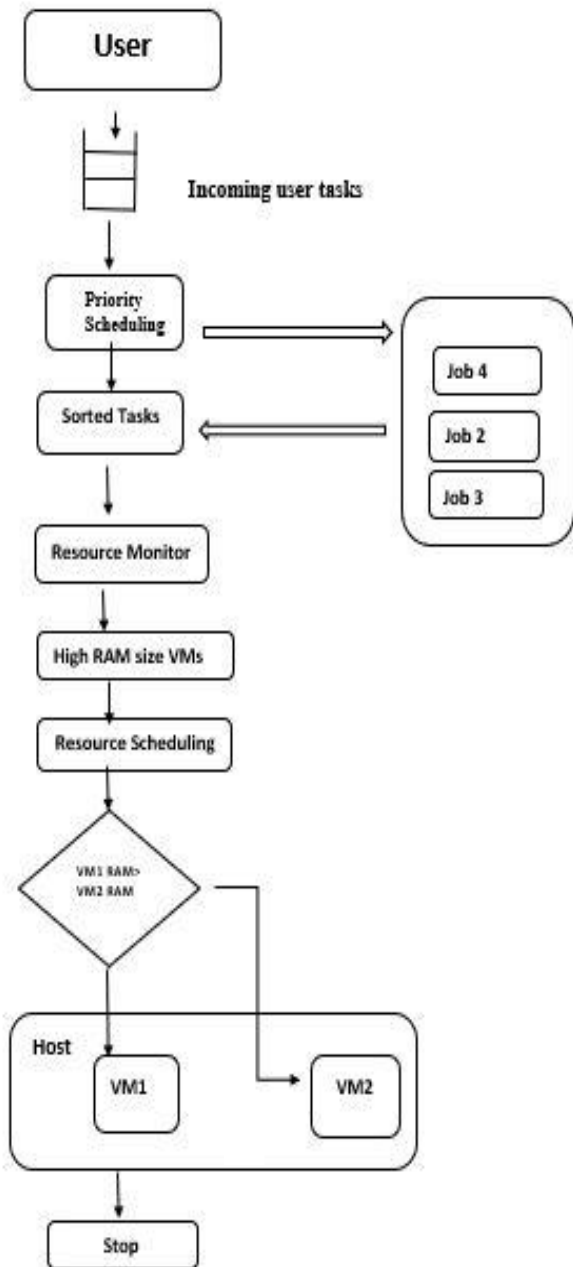 User
Incoming user tasks
Priority
Scheduling
Job 4
Sorted Tasks
Job 2
Job 3
Resource Monitor
High RAM size VMs
Resource Scheduling
VM1 RAM>
VM2 RAM
Host
VM1
VM2
Stop